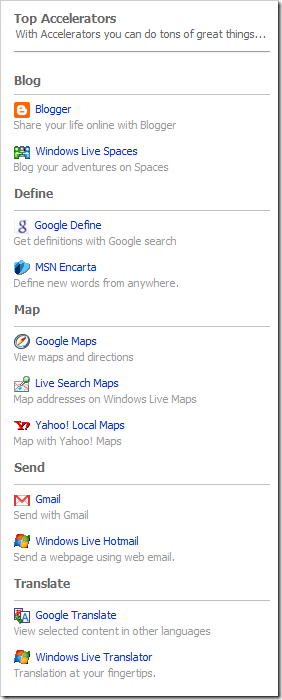 Top Accelerators
With Accelerators you can do tons of great things...
Blog
Blogger
Share your life online with Blogger
Windows Live Spaces
Blog your adventures on Spaces
Define
Google Define
Get definitions with Google search
MSN Encarta
Define new words from anywhere.
Map
Google Maps
View maps and directions
Live Search Maps
Map addresses on Windows Live Maps
Yahoo! Local Maps
Map with Yahoo! Maps
Send
Gmail
Send with Gmail
Windows Live Hotmail
Send a webpage using web email.
Translate
Google Translate
View selected content in other languages
Windows Live Translator
Translation at your fingertips.